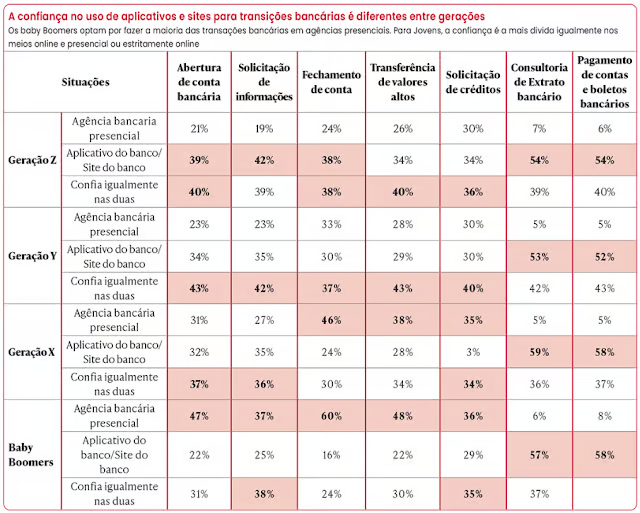 A confiança no uso de aplicativos e sites para transições bancárias é diferentes entre gerações
Os baby Boomers optam por fazer a maioria das transações bancárias em agências presenciais. Para Jovens, a confiança é a mais divida igualmente nos
meios online e presencial ou estritamente online
Situações
Abertura de conta bancária
Solicitação de informações
Fechamento de conta
Transferência de valores altos
Solicitação de créditos
Consultoria de Extrato bancário
Pagamento de contas e boletos bancários
Geração Z
Agência bancaria presencial 21% 19% 24% 26% 30% 7% 6%
Aplicativo do banco/ Site do banco 39% 42% 38% 34% 34% 54% 54%
Confia igualmente nas duas 40% 39% 38% 40% 36% 39% 40%
Geração Y
Agência bancária presencial 23% 23% 33% 28% 30% 5% 5%
Aplicativo do banco/ Site do banco 34% 35% 30% 29% 30% 53% 52%
Confia igualmente nas duas 43% 42% 37% 43% 40% 42% 43%
Geração X
Agência bancária presencial 31% 27% 46% 38% 35% 5% 5%
Aplicativo do banco/ Site do banco 32% 35% 24% 28% 3% 59% 58%
Confia igualmente nas duas 37% 36% 30% 34% 34% 36% 37%
Baby Boomers
Agência bancária presencial 47% 37% 60% 48% 36% 6% 8%
Aplicativo do banco/Site do banco 22% 25% 16% 22% 29% 57% 58%
Confia igualmente nas duas 31% 38% 24% 30% 35% 37%